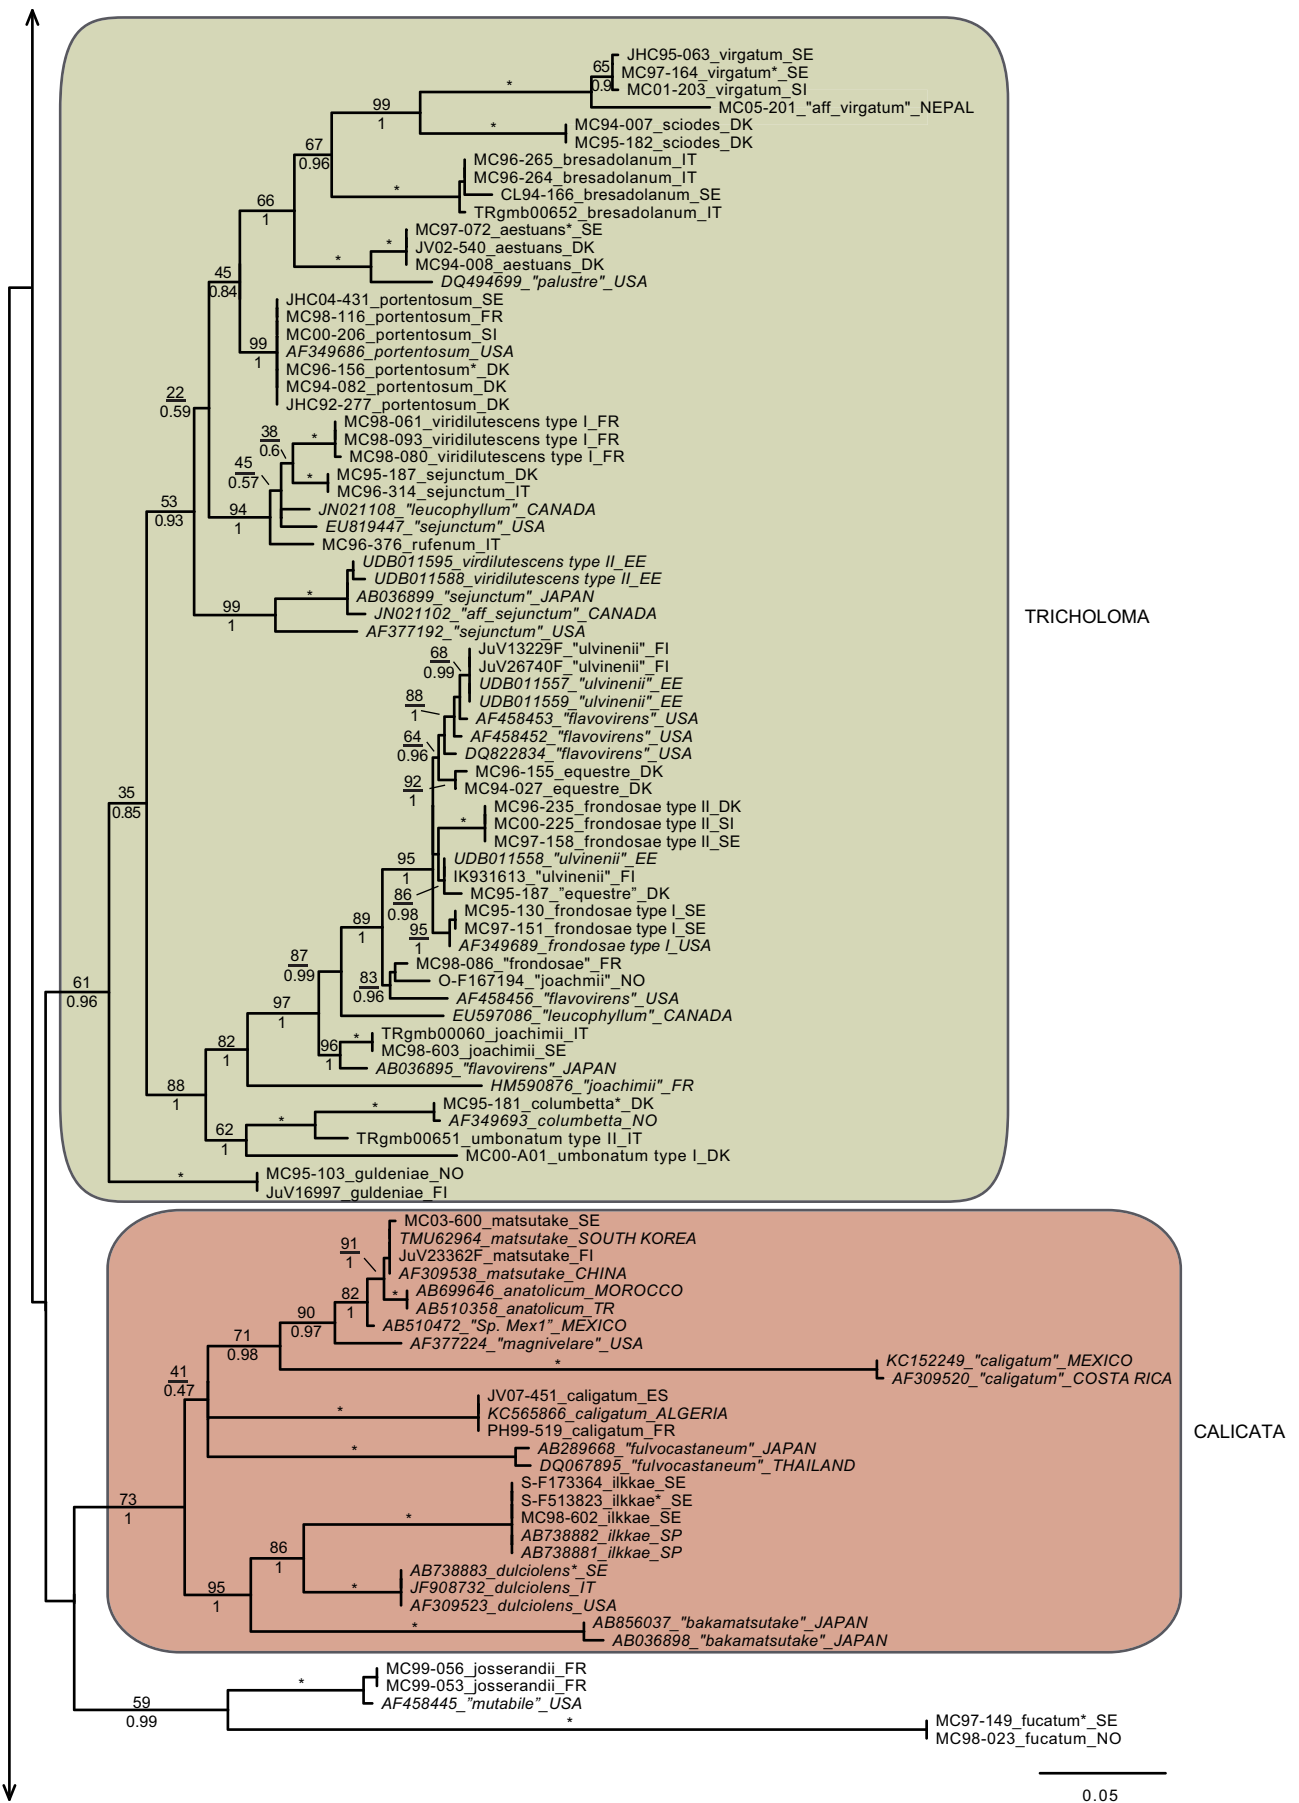 JHC95-063_virgatum_SE
65
MC97-164_virgatum*_SE
*
0.9
MC01-203_virgatum_SI
99
MC05-201_"aff_virgatum"_NEPAL
1
*
MC94-007_sciodes_DK
MC95-182_sciodes_DK
67
0.96
MC96-265_bresadolanum_IT
MC96-264_bresadolanum_IT
*
CL94-166_bresadolanum_SE
66
1
TRgmb00652_bresadolanum_IT
MC97-072_aestuans*_SE
*
JV02-540_aestuans_DK
*
MC94-008_aestuans_DK
45
0.84
DQ494699_"palustre"_USA
JHC04-431_portentosum_SE
MC98-116_portentosum_FR
MC00-206_portentosum_SI
99
1
AF349686_portentosum_USA
MC96-156_portentosum*_DK
MC94-082_portentosum_DK
22
0.59
JHC92-277_portentosum_DK
MC98-061_viridilutescens type I_FR
38
0.6
*
MC98-093_viridilutescens type I_FR
MC98-080_viridilutescens type I_FR
45
0.57
*
MC95-187_sejunctum_DK
MC96-314_sejunctum_IT
53
0.93
94
1
JN021108_"leucophyllum"_CANADA
EU819447_"sejunctum"_USA
MC96-376_rufenum_IT
UDB011595_virdilutescens type II_EE
UDB011588_viridilutescens type II_EE
*
AB036899_"sejunctum"_JAPAN
99
1
JN021102_"aff_sejunctum"_CANADA
TRICHOLOMA
AF377192_"sejunctum"_USA
68
0.99
JuV13229F_"ulvinenii"_FI
JuV26740F_"ulvinenii"_FI
UDB011557_"ulvinenii"_EE
88
1
UDB011559_"ulvinenii"_EE
AF458453_"flavovirens"_USA
64
0.96
AF458452_"flavovirens"_USA
DQ822834_"flavovirens"_USA
92
1
MC96-155_equestre_DK
MC94-027_equestre_DK
35
0.85
MC96-235_frondosae type II_DK
*
MC00-225_frondosae type II_SI
MC97-158_frondosae type II_SE
95
1
UDB011558_"ulvinenii"_EE
IK931613_"ulvinenii"_FI
86
0.98
MC95-187_”equestre”_DK
89
1
MC95-130_frondosae type I_SE
95
1
MC97-151_frondosae type I_SE
AF349689_frondosae type I_USA
87
0.99
MC98-086_"frondosae"_FR
83
0.96
O-F167194_"joachmii"_NO
61
0.96
AF458456_"flavovirens"_USA
97
1
EU597086_"leucophyllum"_CANADA
*
TRgmb00060_joachimii_IT
82
1
96
1
MC98-603_joachimii_SE
AB036895_"flavovirens"_JAPAN
88
1
HM590876_"joachimii"_FR
*
MC95-181_columbetta*_DK
*
AF349693_columbetta_NO
62
1
TRgmb00651_umbonatum type II_IT
MC00-A01_umbonatum type I_DK
*
MC95-103_guldeniae_NO
JuV16997_guldeniae_FI
MC03-600_matsutake_SE
91
1
TMU62964_matsutake_SOUTH KOREA
JuV23362F_matsutake_FI
AF309538_matsutake_CHINA
82
1
*
AB699646_anatolicum_MOROCCO
AB510358_anatolicum_TR
90
0.97
AB510472_"Sp. Mex1”_MEXICO
71
0.98
AF377224_"magnivelare"_USA
*
KC152249_"caligatum"_MEXICO
41
0.47
AF309520_"caligatum"_COSTA RICA
JV07-451_caligatum_ES
*
KC565866_caligatum_ALGERIA
PH99-519_caligatum_FR
CALICATA
*
AB289668_"fulvocastaneum"_JAPAN
DQ067895_"fulvocastaneum"_THAILAND
73
1
S-F173364_ilkkae_SE
S-F513823_ilkkae*_SE
*
MC98-602_ilkkae_SE
AB738882_ilkkae_SP
86
1
AB738881_ilkkae_SP
AB738883_dulciolens*_SE
95
1
*
JF908732_dulciolens_IT
AF309523_dulciolens_USA
*
AB856037_"bakamatsutake"_JAPAN
AB036898_"bakamatsutake"_JAPAN
MC99-056_josserandii_FR
*
MC99-053_josserandii_FR
59
0.99
AF458445_”mutabile”_USA
*
MC97-149_fucatum*_SE
MC98-023_fucatum_NO
0.05